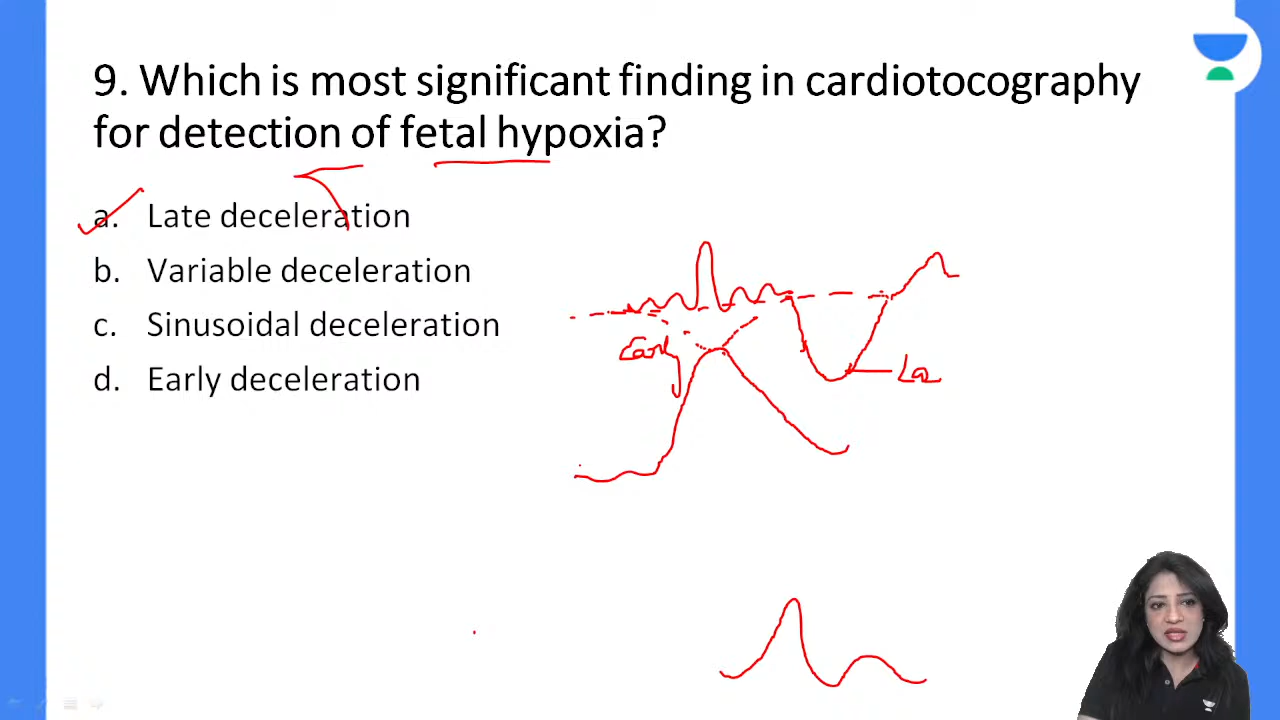 9. Which is most significant finding in cardiotocography
for detection of fetal hypoxia?
a. Late deceleration
b. Variable deceleration
c. Sinusoidal deceleration
d. Early deceleration
Early